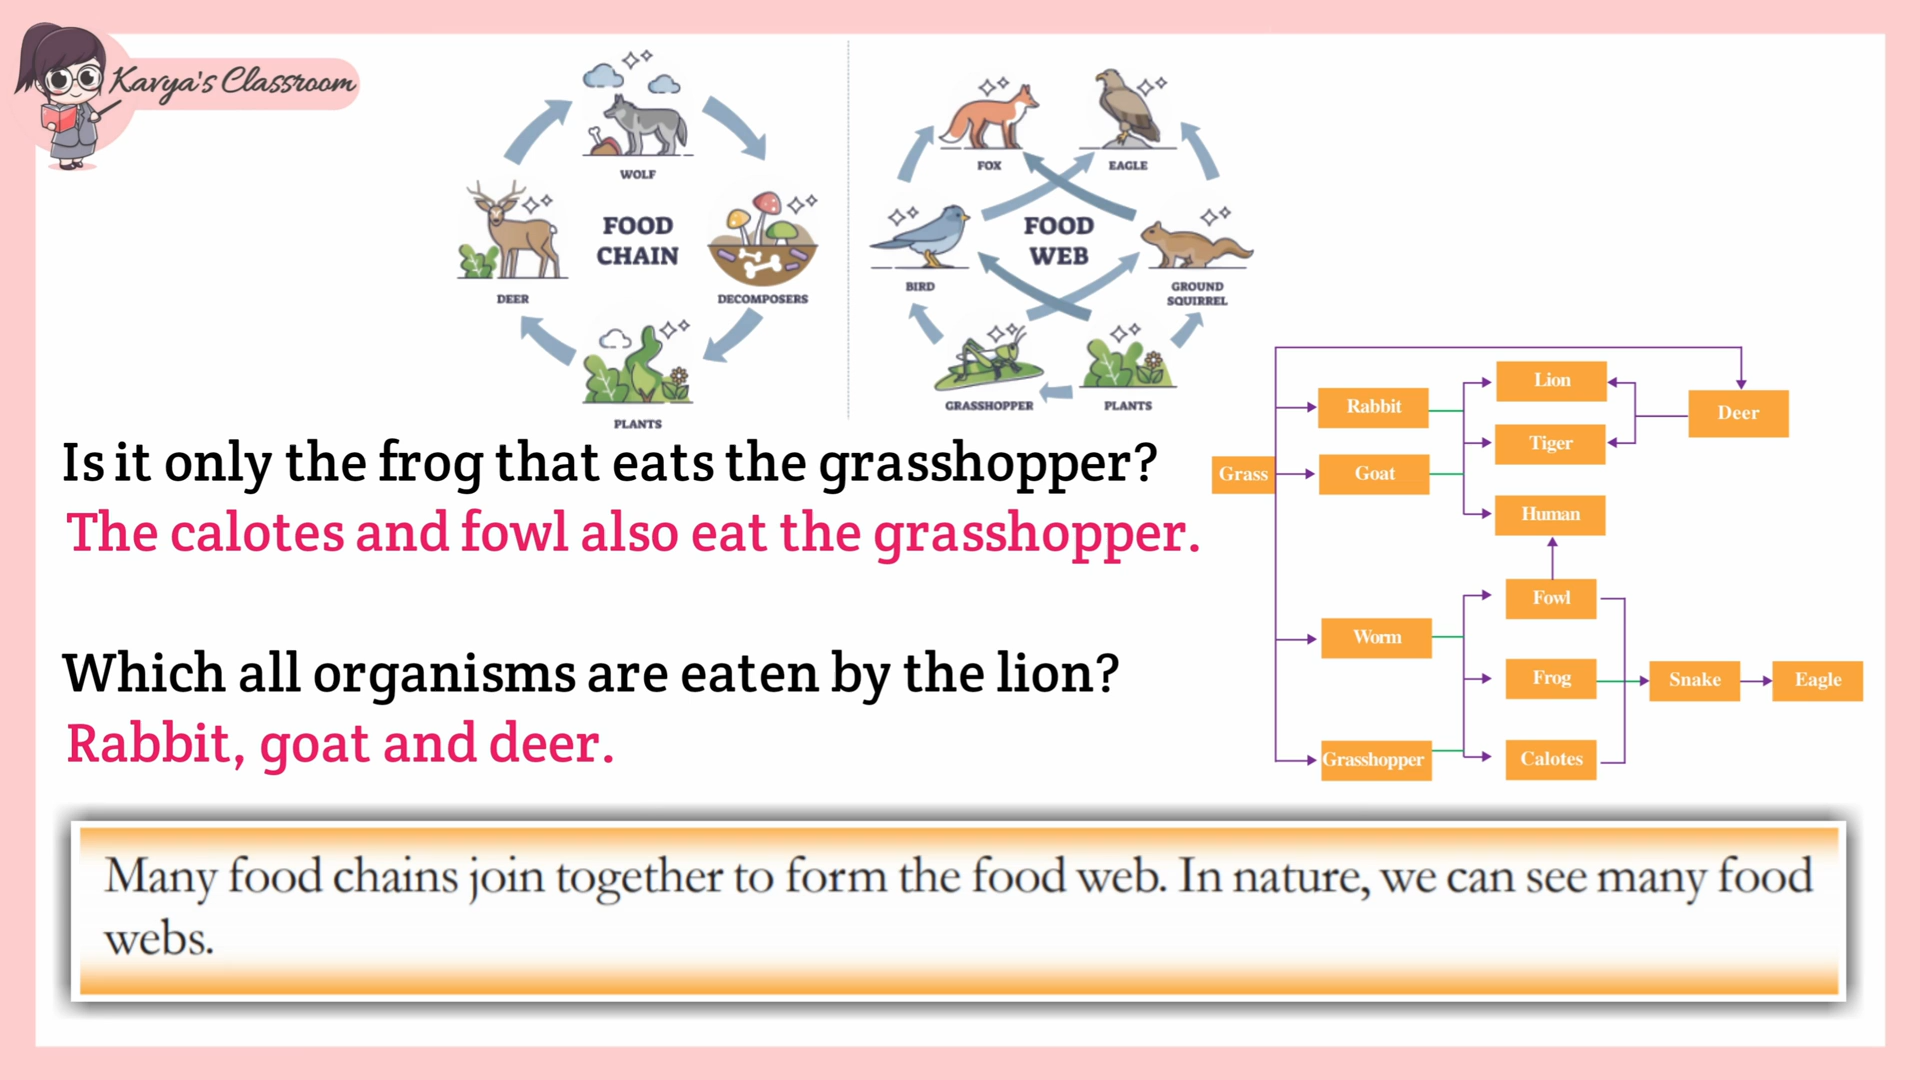 Kavya's Classroom
WOLF
DEER
FOOD
CHAIN
DECOMPOSERS
PLANTS
FOX
EAGLE
BIRD
FOOD
WEB
GROUND
SQUIRREL
GRASSHOPPER
PLANTS
Is it only the frog that eats the grasshopper?
The calotes and fowl also eat the grasshopper.
Which all organisms are eaten by the lion?
Rabbit, goat and deer.
Grass
Rabbit
Goat
Worm
Grasshopper
Lion
Tiger
Human
Fowl
Frog
Calotes
Deer
Snake
Eagle
Many food chains join together to form the food web. In nature, we can see many food
webs.